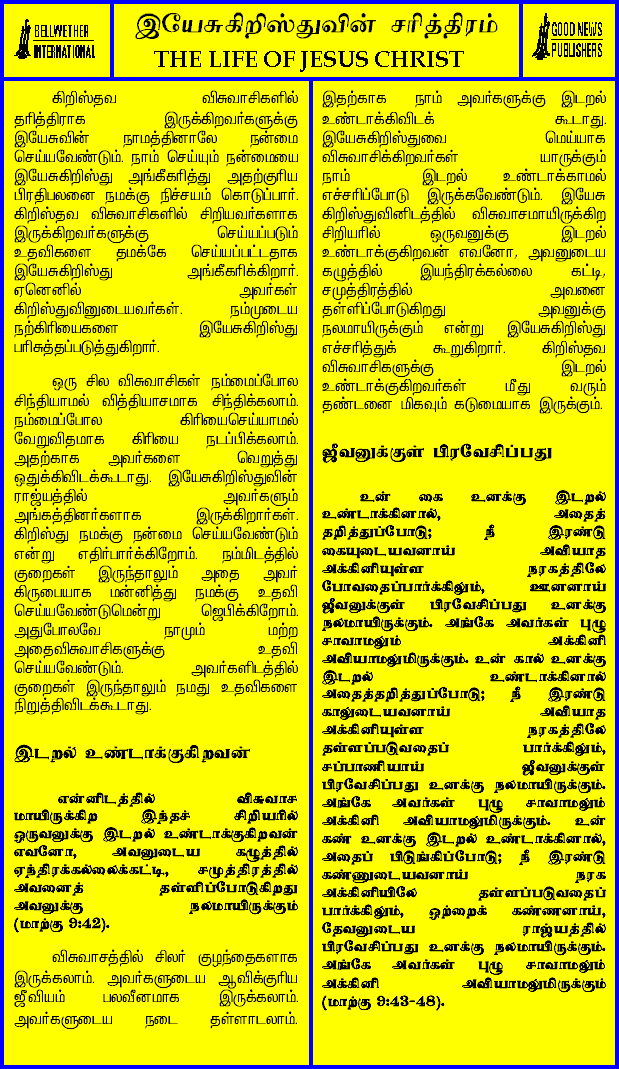 BELLWETHER
INTERNATIONAL
இயேசுகிறிஸ்துவின் சரித்திரம்
THE LIFE OF JESUS CHRIST
GOOD NEWS
PUBLISHERS
கிறிஸ்தவ விசுவாசிகளில்
தரித்திராக இருக்கிறவர்களுக்கு
இயேசுவின் நாமத்தினாலே நன்மை
செய்யவேண்டும். நாம் செய்யும் நன்மையை
இயேசுகிறிஸ்து அங்கீகரித்து அதற்குரிய
பிரதிபலனை நமக்கு நிச்சயம் கொடுப்பார்.
கிறிஸ்தவ விசுவாசிகளில் சிறியவர்களாக
இருக்கிறவர்களுக்கு செய்யப்படும்
உதவிகளை தமக்கே செய்யப்பட்டதாக
இயேசுகிறிஸ்து அங்கீகரிக்கிறார்.
ஏனெனில் அவர்கள்
கிறிஸ்துவினுடையவர்கள். நம்முடைய
நற்கிரியைகளை இயேசுகிறிஸ்து
பரிசுத்தப்படுத்துகிறார்.
ஒரு சில விசுவாசிகள் நம்மைப்போல
சிந்தியாமல் வித்தியாசமாக சிந்திக்கலாம்.
நம்மைப்போல கிரியைசெய்யாமல்
வேறுவிதமாக கிரியை நடப்பிக்கலாம்.
அதற்காக அவர்களை வெறுத்து
ஒதுக்கிவிடக்கூடாது. இயேசுகிறிஸ்துவின்
ராஜ்யத்தில் அவர்களும்
அங்கத்தினர்களாக இருக்கிறார்கள்.
கிறிஸ்து நமக்கு நன்மை செய்யவேண்டும்
என்று எதிர்பார்க்கிறோம். நம்மிடத்தில்
குறைகள் இருந்தாலும் அதை அவர்
கிருபையாக மன்னித்து நமக்கு உதவி
செய்யவேண்டுமென்று ஜெபிக்கிறோம்.
அதுபோலவே நாமும் மற்ற
அதைவிசுவாசிகளுக்கு உதவி
செய்யவேண்டும். அவர்களிடத்தில்
குறைகள் இருந்தாலும் நமது உதவிகளை
நிறுத்திவிடக்கூடாது.
இடறல் உண்டாக்குகிறவன்
என்னிடத்தில் விசுவாச
மாயிருக்கிற இந்தச் சிறியரில்
ஒருவனுக்கு இடறல் உண்டாக்குகிறவன்
எவனோ, அவனுடைய கழுத்தில்
ஏந்திரக்கல்லைக்கட்டி, சமுத்திரத்தில்
அவனைத் தள்ளிப்போடுகிறது
அவனுக்கு நலமாயிருக்கும்
(மாற்கு 9:42).
விசுவாசத்தில் சிலர் குழந்தைகளாக
இருக்கலாம். அவர்களுடைய ஆவிக்குரிய
ஜீவியம் பலவீனமாக இருக்கலாம்.
அவர்களுடைய நடை தள்ளாடலாம்.
இதற்காக நாம் அவர்களுக்கு இடறல்
உண்டாக்கிவிடக் கூடாது.
இயேசுகிறிஸ்துவை மெய்யாக
விசுவாசிக்கிறவர்கள் யாருக்கும்
நாம் இடறல் உண்டாக்காமல்
எச்சரிப்போடு இருக்கவேண்டும். இயேசு
கிறிஸ்துவினிடத்தில் விசுவாசமாயிருக்கிற
சிறியரில் ஒருவனுக்கு இடறல்
உண்டாக்குகிறவன் எவனோ, அவனுடைய
கழுத்தில் இயந்திரக்கல்லை கட்டி,
சமுத்திரத்தில் அவனை
தள்ளிப்போடுகிறது அவனுக்கு
நலமாயிருக்கும் என்று இயேசுகிறிஸ்து
எச்சரித்துக் கூறுகிறார். கிறிஸ்தவ
விசுவாசிகளுக்கு இடறல்
உண்டாக்குகிறவர்கள் மீது வரும்
தண்டனை மிகவும் கடுமையாக இருக்கும்.
ஜீவனுக்குள் பிரவேசிப்பது
உன் கை உனக்கு இடறல்
உண்டாக்கினால், அதைத்
தறித்துப்போடு; நீ இரண்டு
கையுடையவனாய் அவியாத
அக்கினியுள்ள நரகத்திலே
போவதைப்பார்க்கிலும், ஊனனாய்
ஜீவனுக்குள் பிரவேசிப்பது உனக்கு
நலமாயிருக்கும். அங்கே அவர்கள் புழு
சாவாமலும் அக்கினி
அவியாமலுமிருக்கும். உன் கால் உனக்கு
இடறல் உண்டாக்கினால்
அதைத்தறித்துப்போடு; நீ இரண்டு
காலுடையவனாய் அவியாத
அக்கினியுள்ள நரகத்திலே
தள்ளப்படுவதைப் பார்க்கிலும்,
சப்பாணியாய் ஜீவனுக்குள்
பிரவேசிப்பது உனக்கு நலமாயிருக்கும்.
அங்கே அவர்கள் புழு சாவாமலும்
அக்கினி அவியாமலுமிருக்கும். உன்
கண் உனக்கு இடறல் உண்டாக்கினால்,
அதைப் பிடுங்கிப்போடு; நீ இரண்டு
கண்ணுடையவனாய் நரக
அக்கினியிலே தள்ளப்படுவதைப்
பார்க்கிலும், ஒற்றைக் கண்ணனாய்,
தேவனுடைய ராஜ்யத்தில்
பிரவேசிப்பது உனக்கு நலமாயிருக்கும்.
அங்கே அவர்கள் புழு சாவாமலும்
அக்கினி அவியாமலுமிருக்கும்
(மாற்கு 9:43-48).